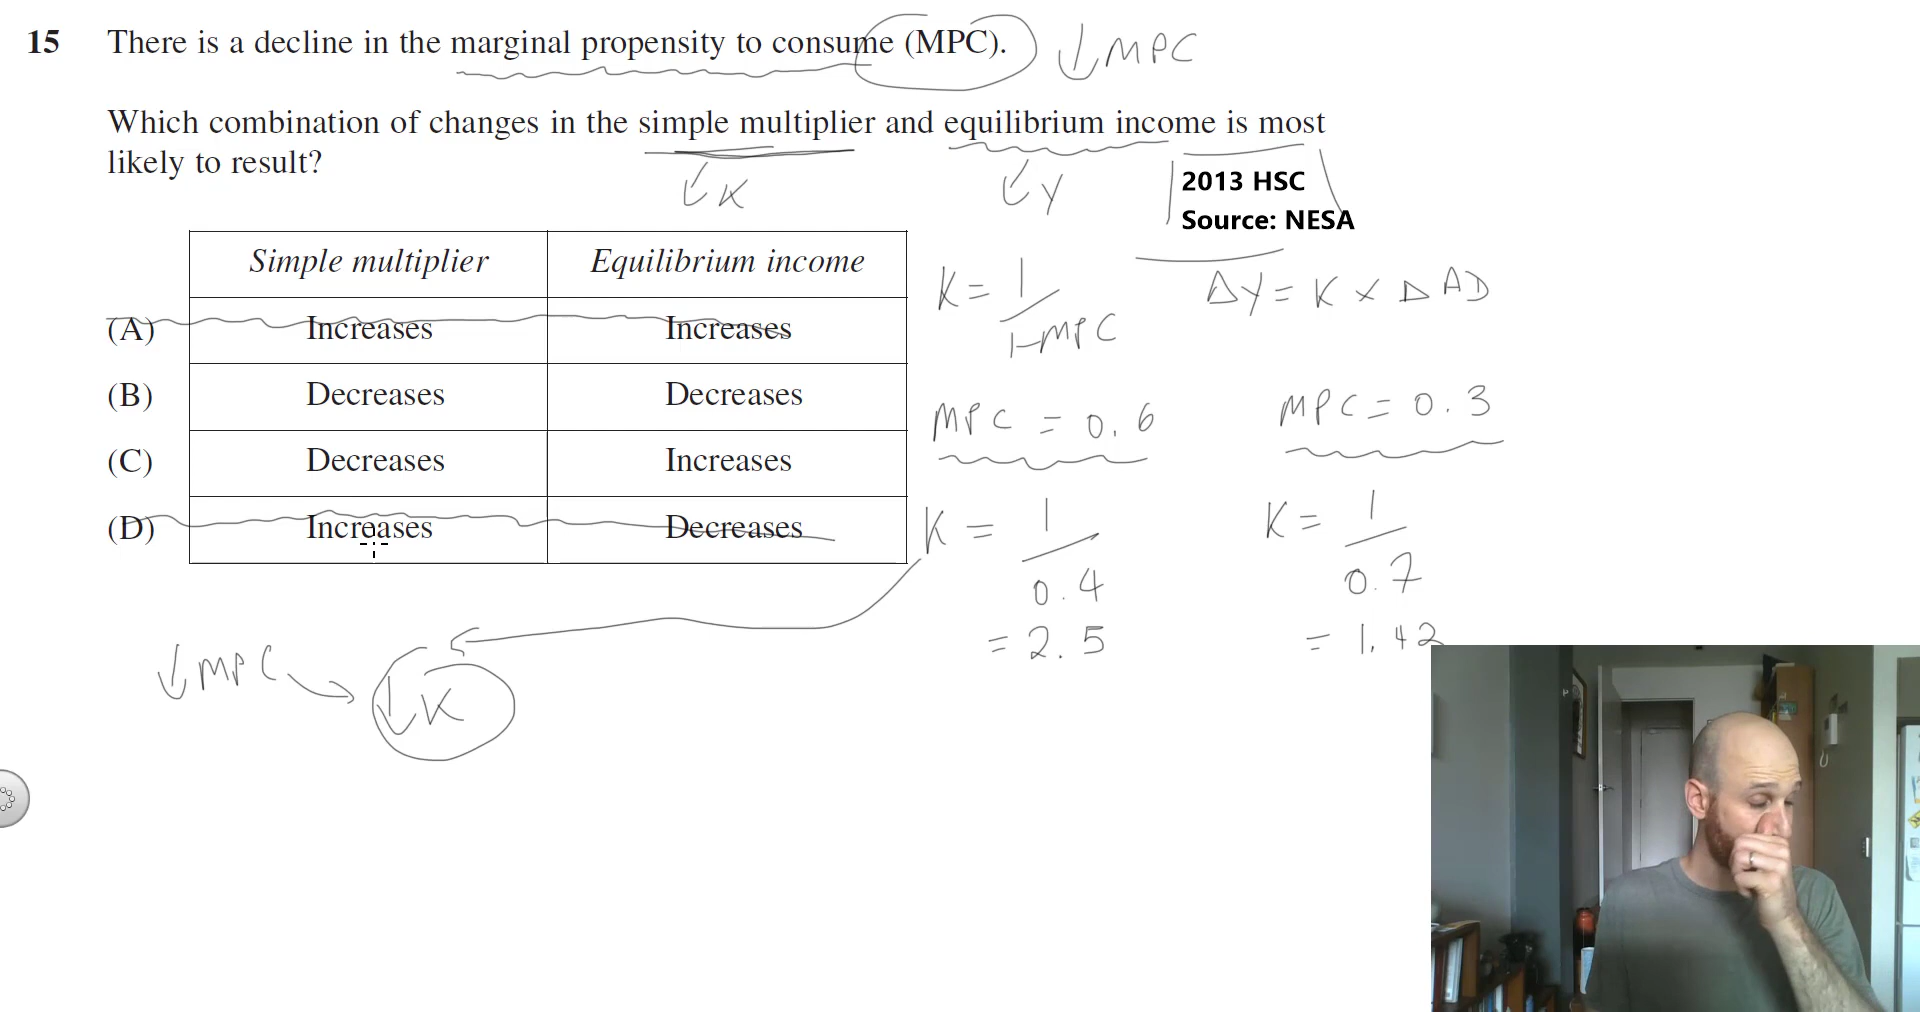 15 There is a decline in the marginal propensity to consume (MPC). ↓MPC
Which combination of changes in the simple multiplier and equilibrium income is most
likely to result?
↓K ↓Y
2013 HSC
Source: NESA
Simple multiplier Equilibrium income
(A) Increases Increases
(B) Decreases Decreases
(C) Decreases Increases
(D) Increases Decreases
K = 1/1-MPC
ΔY = K × ΔAD
MPC = 0.6
K = 1/0.4
= 2.5
MPC = 0.3
K = 1/0.7
= 1.42
↓MPC → ↓K